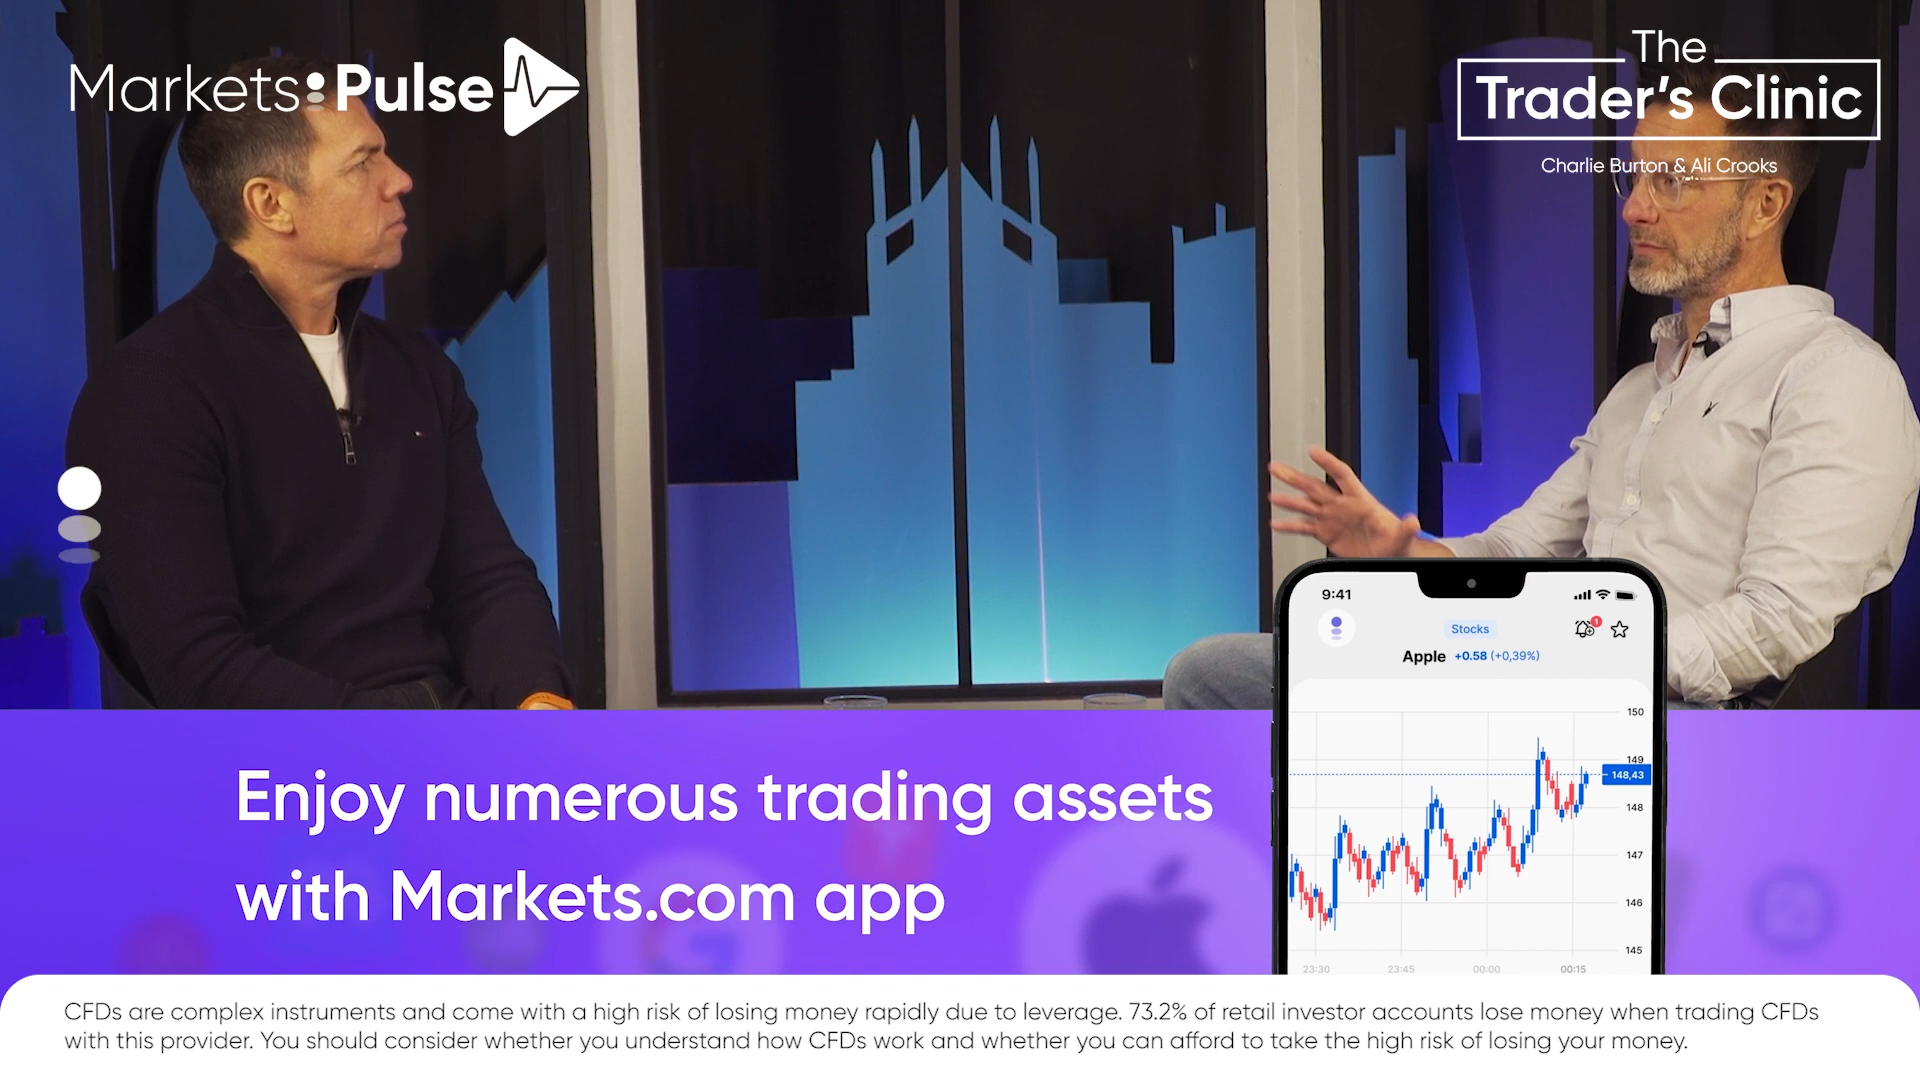 Markets:Pulse
The
Trader's Clinic
Charlie Burton & Ali Crooks
9:41
Stocks
1
Apple +0.58 (+0,39%)
150
149
148,43
148
147
146
145
23:30 23:45 00:00 00:15
Enjoy numerous trading assets
with Markets.com app
CFDs are complex instruments and come with a high risk of losing money rapidly due to leverage. 73.2% of retail investor accounts lose money when trading CFDs
with this provider. You should consider whether you understand how CFDs work and whether you can afford to take the high risk of losing your money.